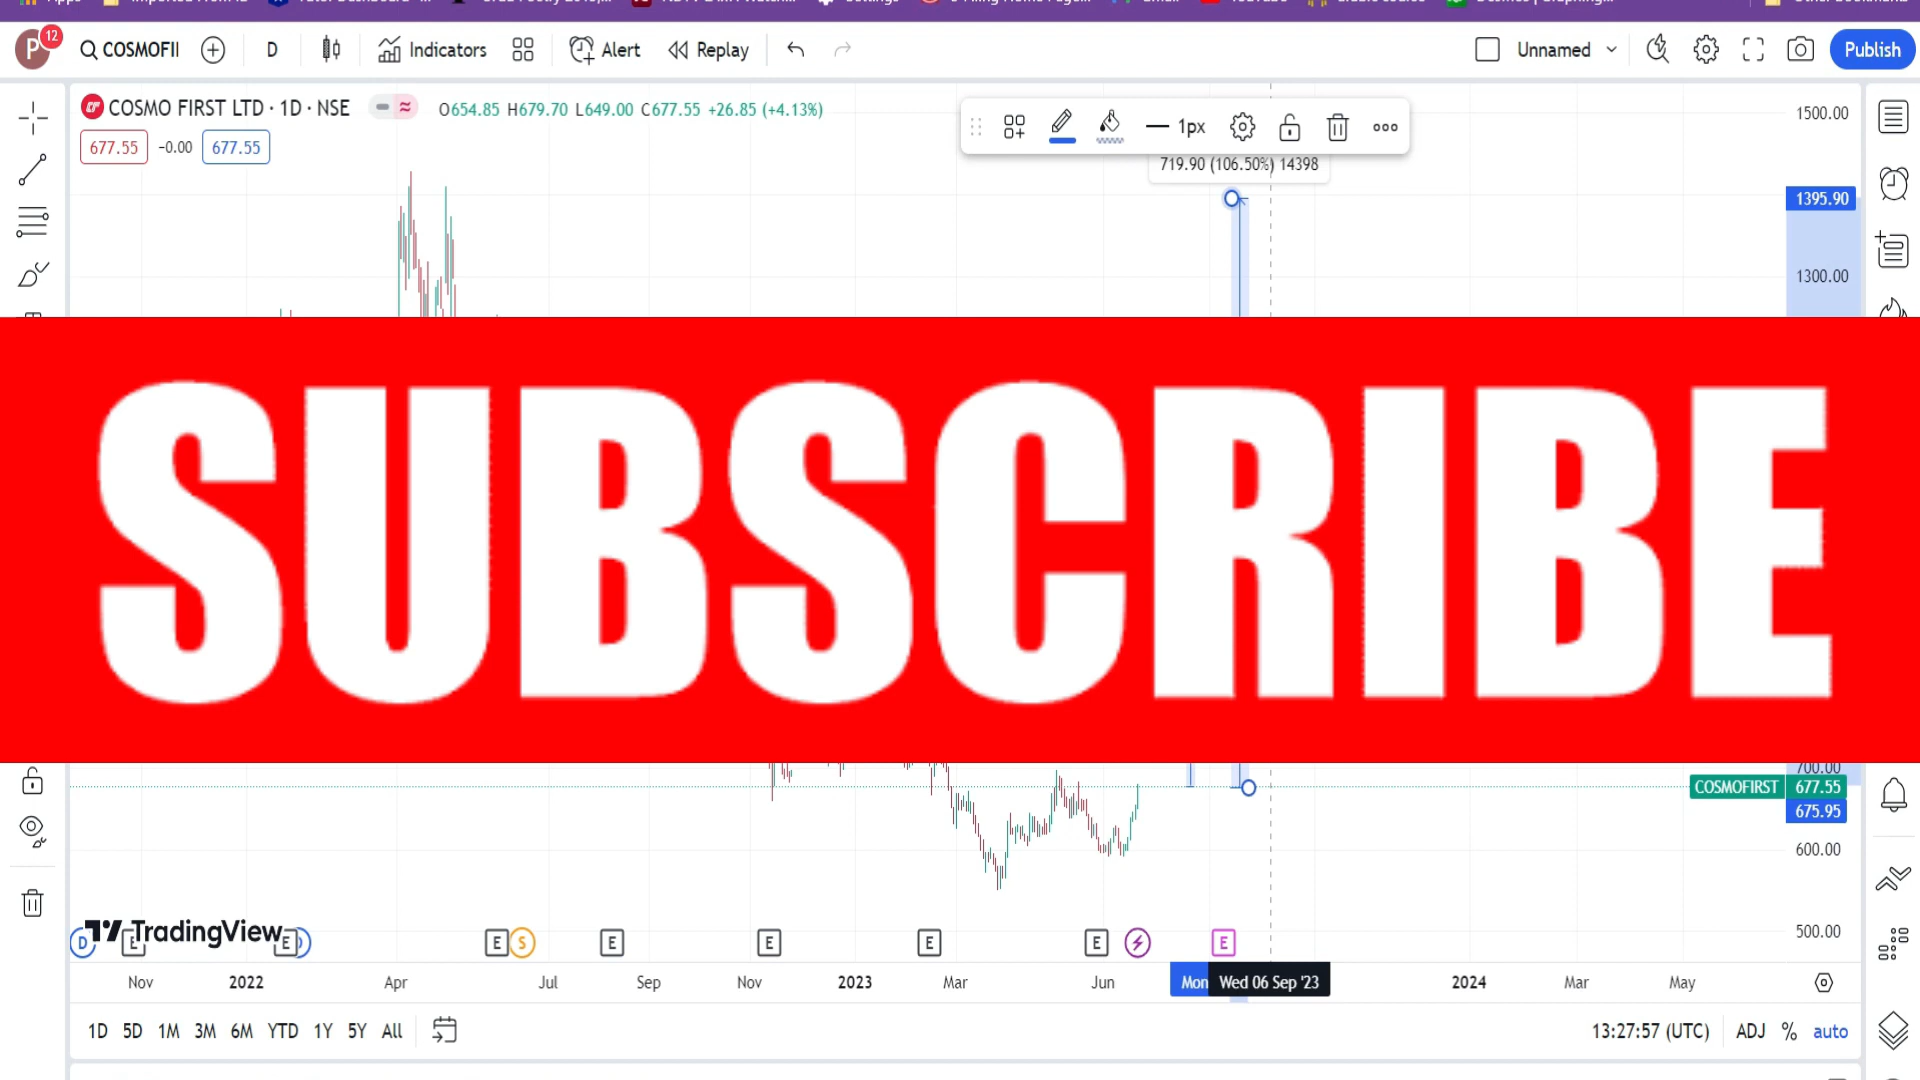 12
P COSMOFII D Indicators Alert Replay Unnamed Publish
COSMO FIRST LTD · 1D · NSE O654.85 H679.70 L649.00 C677.55 +26.85 (+4.13%)
677.55 -0.00 677.55
1px
719.90 (106.50%) 14398
1500.00
1395.90
1300.00
SUBSCRIBE
700.00
COSMOFIRST 677.55
675.95
600.00
500.00
TradingView
D E E E S E E E E E
Nov 2022 Apr Jul Sep Nov 2023 Mar Jun Mon Wed 06 Sep '23 2024 Mar May
1D 5D 1M 3M 6M YTD 1Y 5Y All 13:27:57 (UTC) ADJ % auto